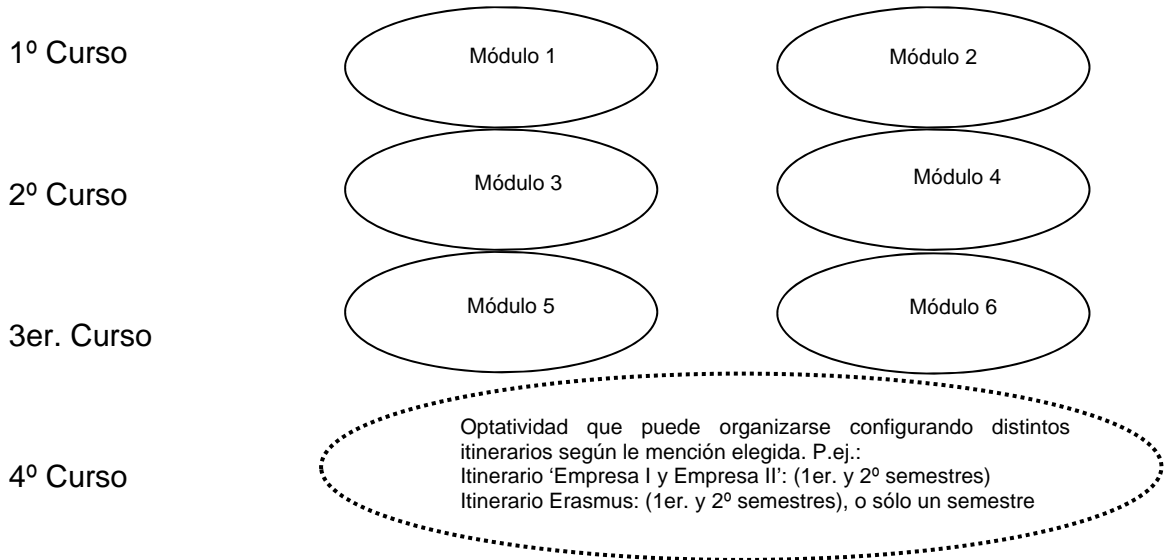 1º Curso
Módulo 1
Módulo 2
2º Curso
Módulo 3
Módulo 4
3er. Curso
Módulo 5
Módulo 6
4º Curso
Optatividad que puede organizarse configurando distintos
itinerarios según le mención elegida. P.ej.:
Itinerario ‘Empresa I y Empresa II’: (1er. y 2º semestres)
Itinerario Erasmus: (1er. y 2º semestres), o sólo un semestre